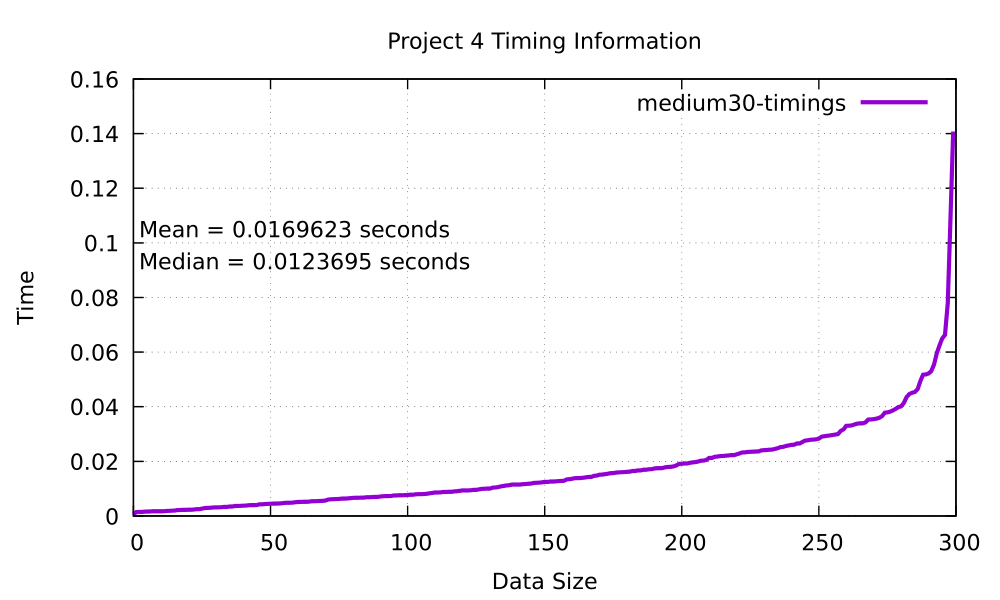 Project 4 Timing Information
0.16
medium30-timings
0.14
0.12
Mean = 0.0169623 seconds
0.1
Median = 0.0123695 seconds
0.08
Time
0.06
0.04
0.02
0
0 50 100 150 200 250 300
Data Size